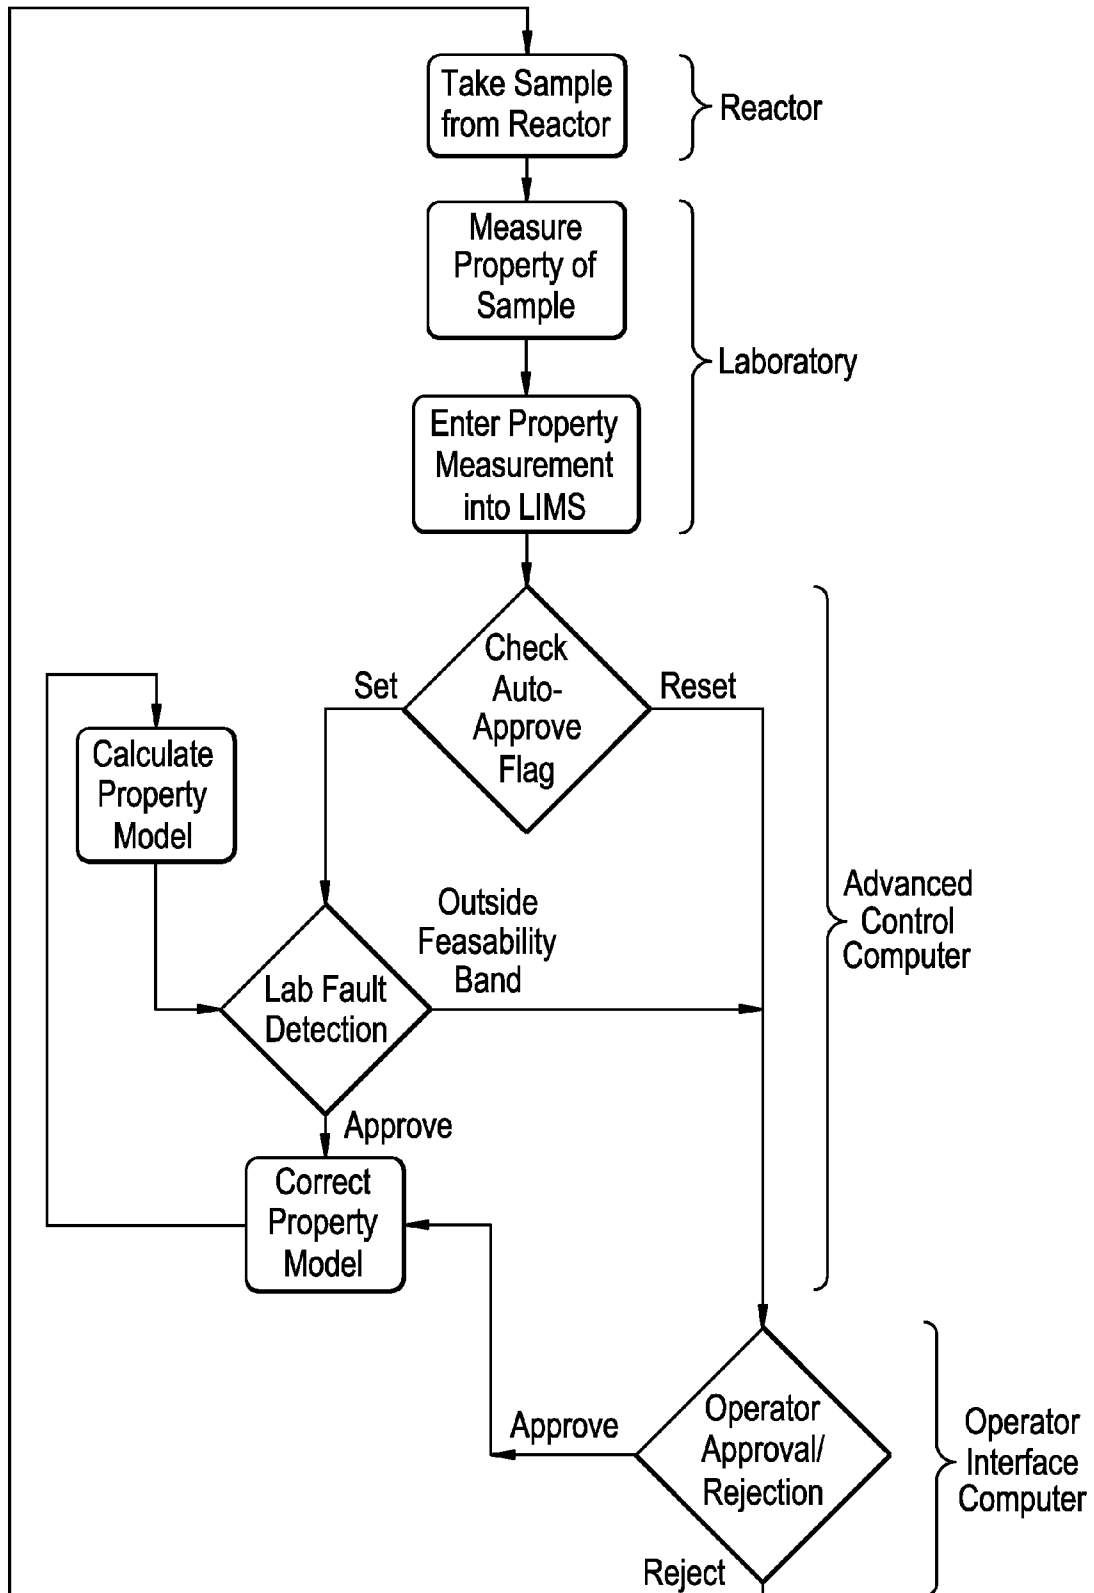 Take Sample
from Reactor
Reactor
Measure
Property of
Sample
Laboratory
Enter Property
Measurement
into LIMS
Check
Auto-
Approve
Flag
Set
Reset
Calculate
Property
Model
Advanced
Control
Computer
Outside
Feasability
Band
Lab Fault
Detection
Approve
Correct
Property
Model
Operator
Approval/
Rejection
Approve
Operator
Interface
Computer
Reject